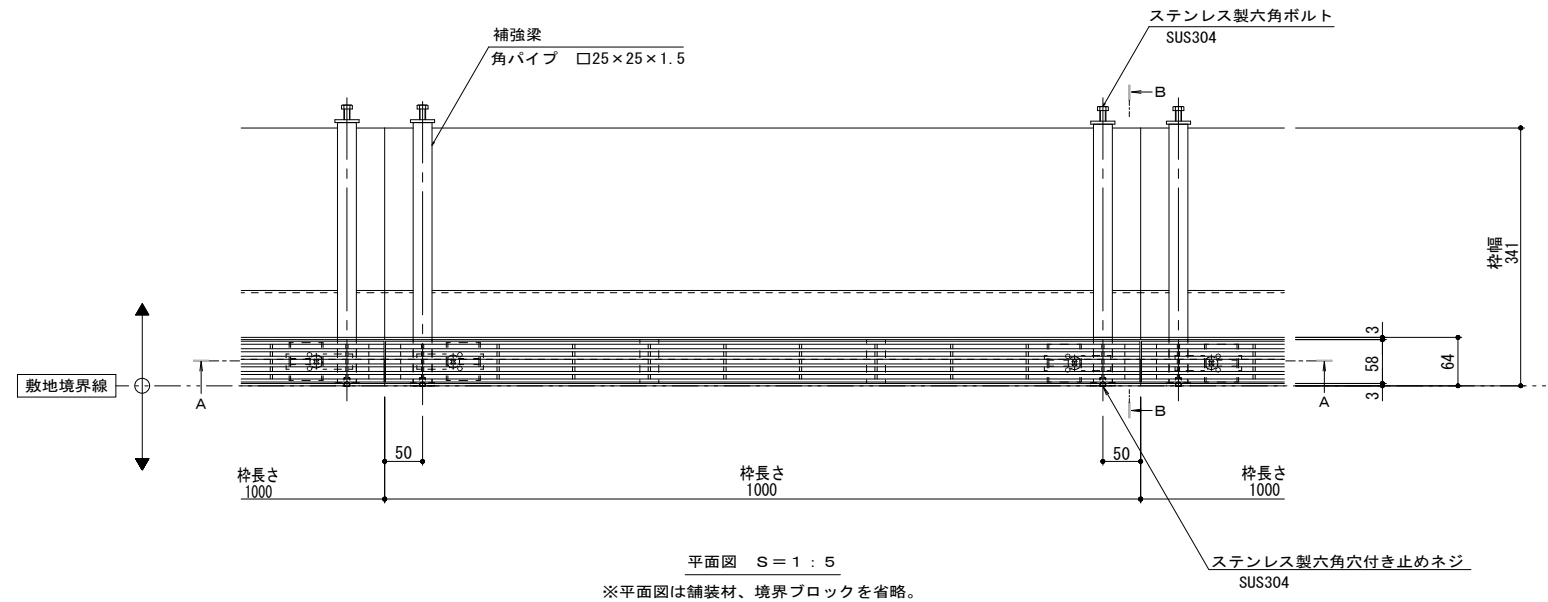 ステンレス製六角ボルト
SUS304
補強梁
角パイプ　□25×25×1.5
B
枠幅
341
3
58
64
3
敷地境界線
A
A
B
50
50
枠長さ
1000
枠長さ
1000
枠長さ
1000
平面図　S＝1：5
※平面図は舗装材、境界ブロックを省略。
ステンレス製六角穴付き止めネジ
SUS304